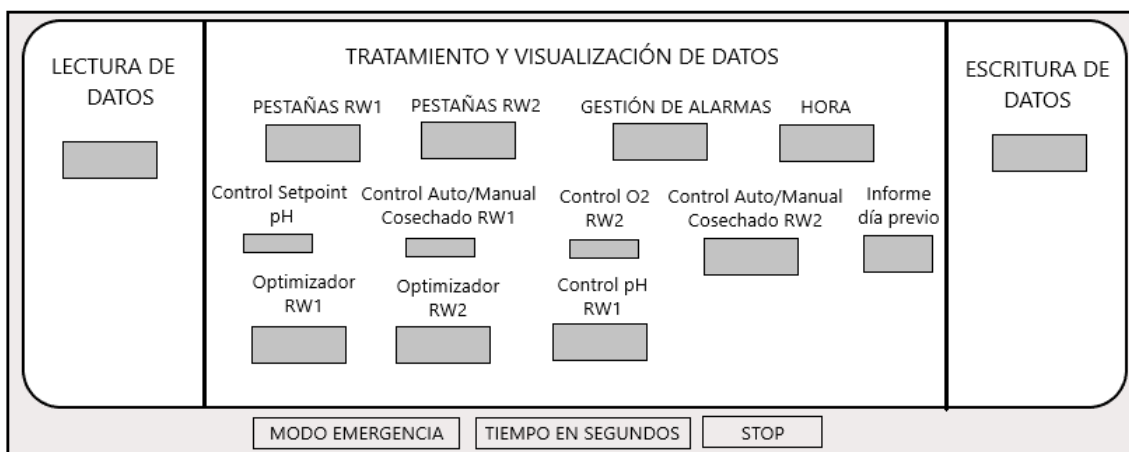 LECTURA DE
DATOS
TRATAMIENTO Y VISUALIZACIÓN DE DATOS
PESTAÑAS RW1
PESTAÑAS RW2
GESTIÓN DE ALARMAS
HORA
Control Setpoint
pH
Control Auto/Manual
Cosechado RW1
Control O2
RW2
Control Auto/Manual
Cosechado RW2
Informe
día previo
Optimizador
RW1
Optimizador
RW2
Control pH
RW1
ESCRITURA DE
DATOS
MODO EMERGENCIA
TIEMPO EN SEGUNDOS
STOP